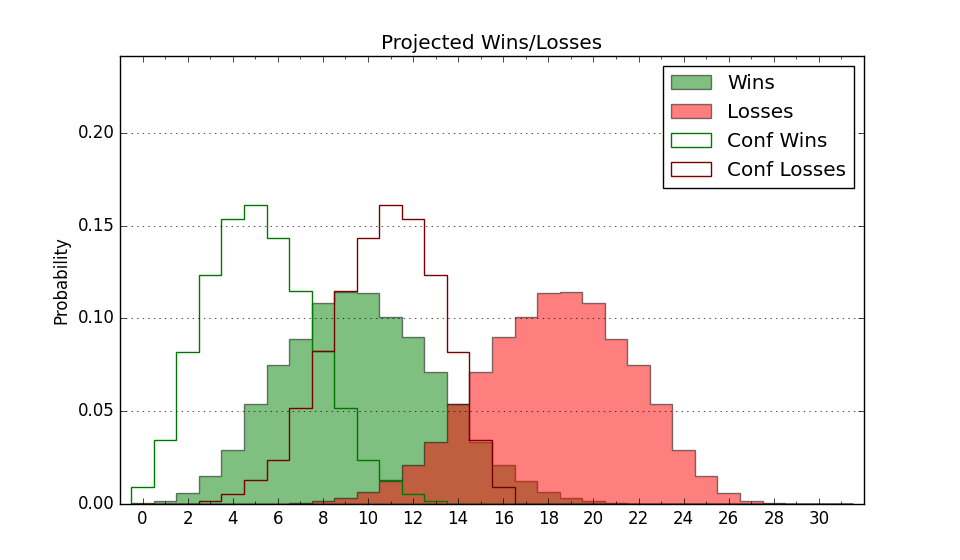 Projected Wins/Losses
Wins
Losses
Conf Wins
Conf Losses
Probability
0.20
0.15
0.10
0.05
0.00
0 2 4 6 8 10 12 14 16 18 20 22 24 26 28 30